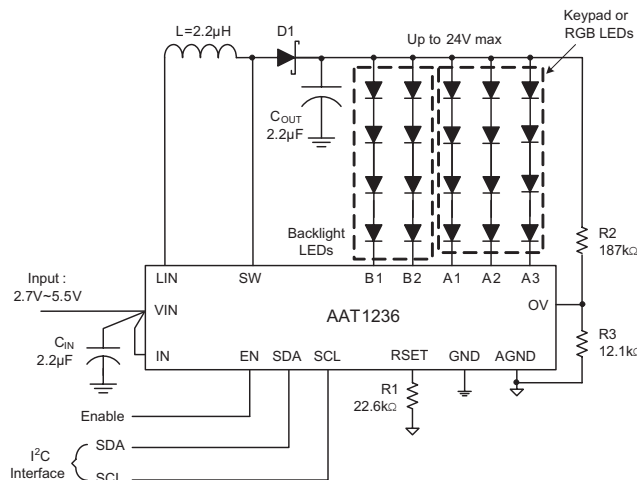 Keypad or
RGB LEDs
L=2.2μH
D1
Up to 24V max
COUT
2.2μF
Backlight
LEDs
R2
187kΩ
Input :
2.7V~5.5V
LIN
SW
B1
B2
A1
A2
A3
VIN
OV
AAT1236
CIN
2.2μF
IN
EN
SDA
SCL
RSET
GND
AGND
R3
12.1kΩ
R1
22.6kΩ
Enable
I2C
Interface
SDA
SCL